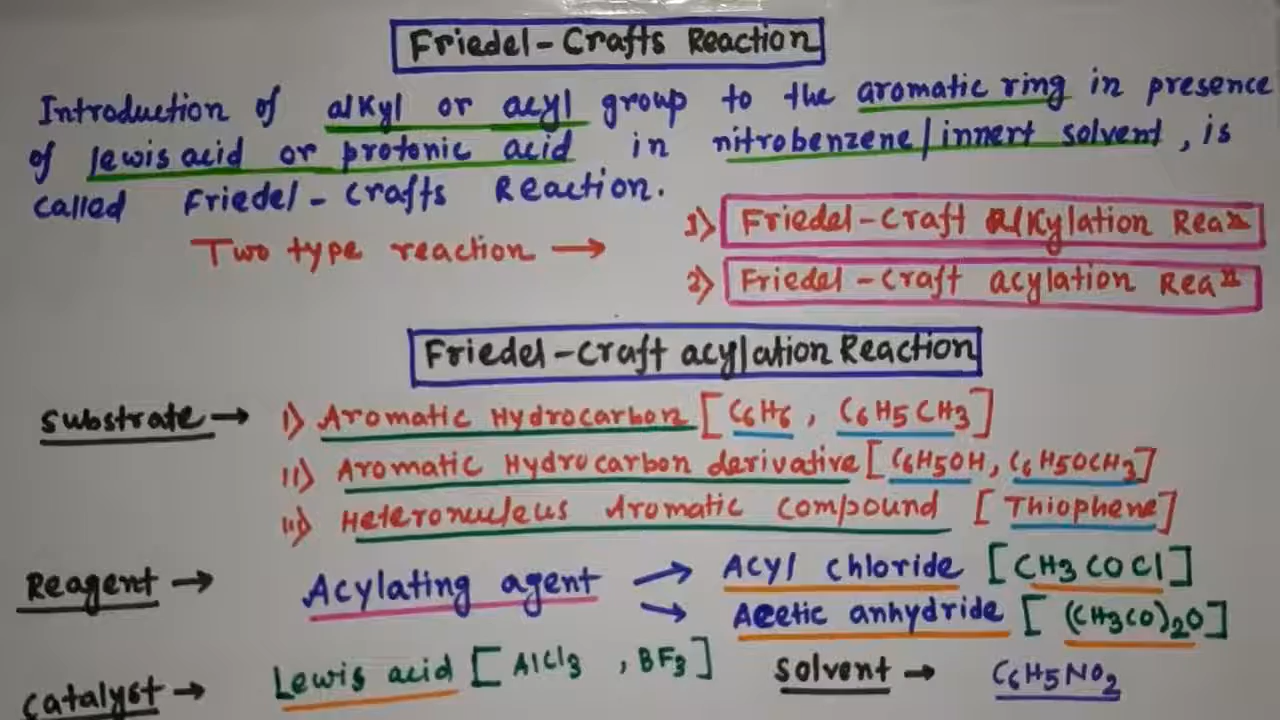 Friedel-Crafts Reaction
Introduction of alkyl or acyl group to the aromatic ring in presence
of lewis acid or protonic acid in nitrobenzene/innert solvent, is
called Friedel-Crafts Reaction.
Two type reaction → 1) Friedel-Craft alkylation Reaxn
2) Friedel-Craft acylation Reaxn
Friedel-Craft acylation Reaction
Substrate → i) Aromatic Hydrocarbon [C6H6, C6H5CH3]
ii) Aromatic Hydrocarbon derivative [C6H5OH, C6H5OCH3]
iii) Heteronucleus Aromatic compound [Thiophene]
Reagent → Acylating agent → Acyl chloride [CH3COCl]
→ Acetic anhydride [(CH3CO)2O]
Catalyst → Lewis acid [AlCl3, BF3] Solvent → C6H5NO2